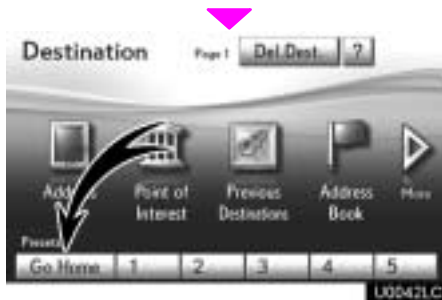 Destination Page 1 Del.Dest. ?
Address Point of Interest Previous Destinations Address Book More
Presets
Go Home 1 2 3 4 5
U0042LC